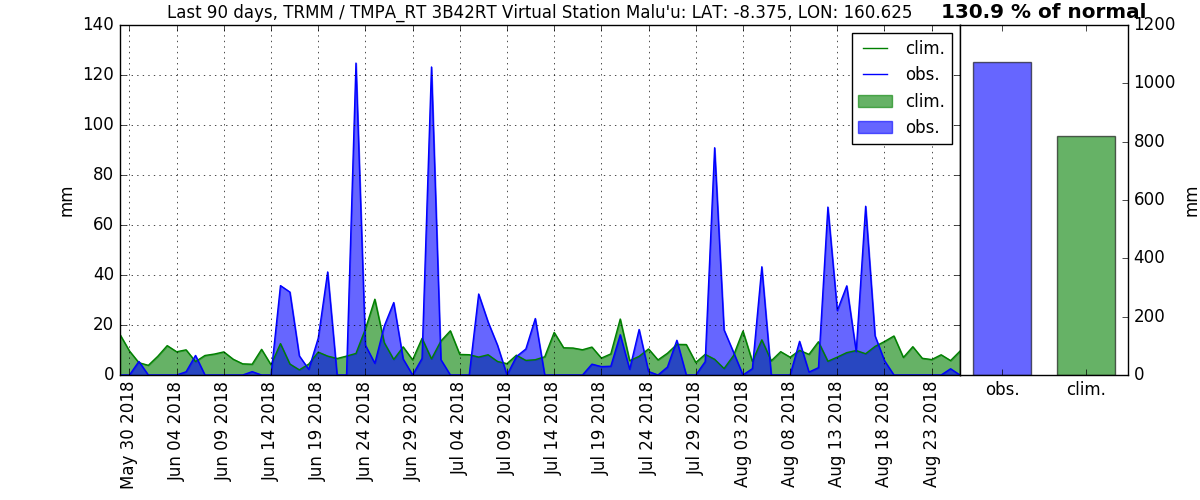 Last 90 days, TRMM / TMPA_RT 3B42RT Virtual Station Malu'u: LAT: -8.375, LON: 160.625
130.9 % of normal
mm
140
120
100
80
60
40
20
0
clim.
obs.
clim.
obs.
May 30 2018
Jun 04 2018
Jun 09 2018
Jun 14 2018
Jun 19 2018
Jun 24 2018
Jun 29 2018
Jul 04 2018
Jul 09 2018
Jul 14 2018
Jul 19 2018
Jul 24 2018
Jul 29 2018
Aug 03 2018
Aug 08 2018
Aug 13 2018
Aug 18 2018
Aug 23 2018
1200
1000
800
600
400
200
0
mm
obs.
clim.